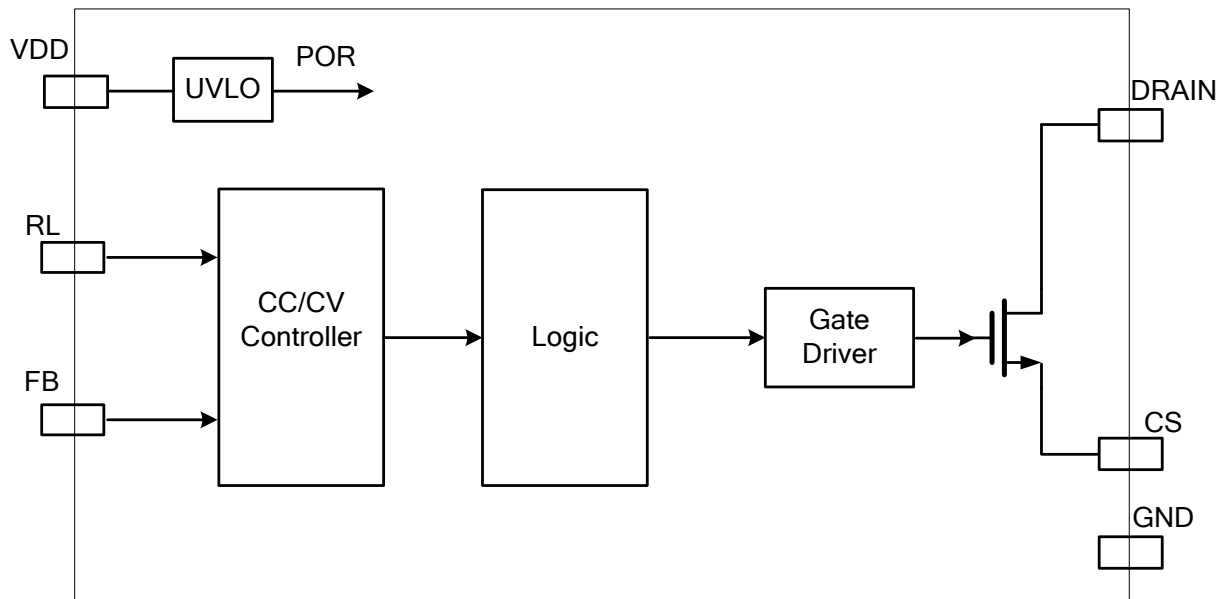 VDD
UVLO
POR
DRAIN
RL
CC/CV
Controller
Logic
Gate
Driver
FB
CS
GND